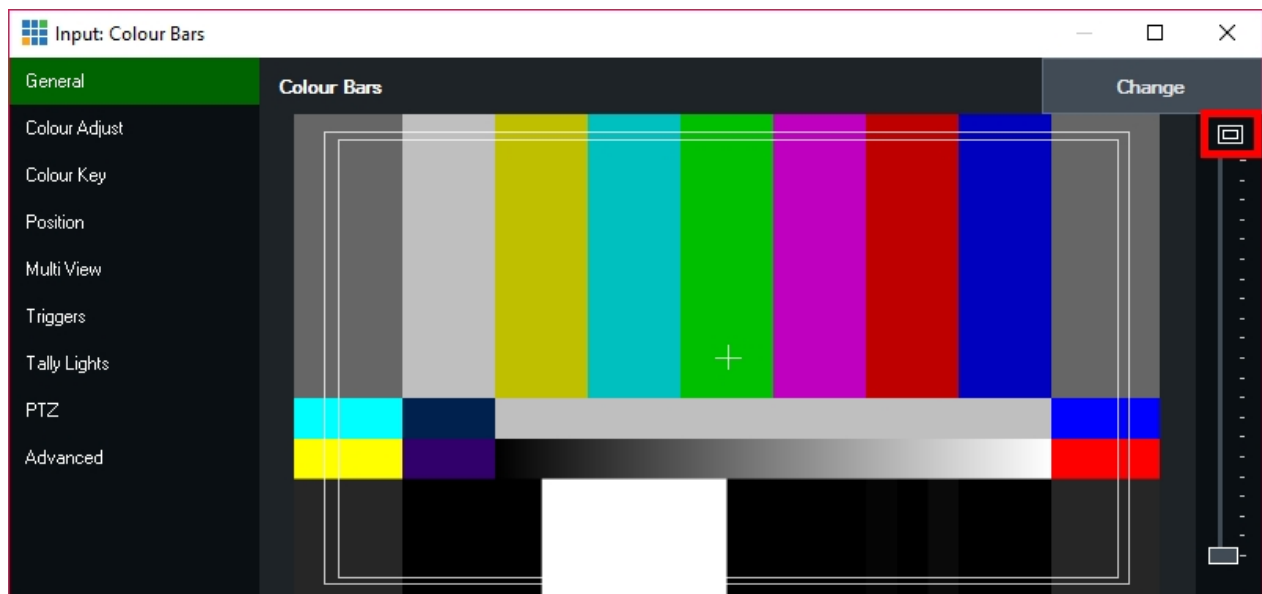 Input: Colour Bars
General
Colour Bars
Change
Colour Adjust
Colour Key
Position
Multi View
Triggers
Tally Lights
PTZ
Advanced